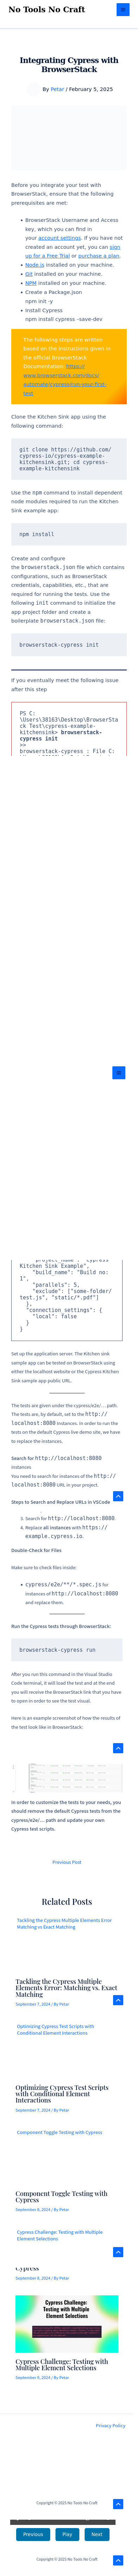 No Tools No Craft
Integrating Cypress with
BrowserStack
By Petar / February 5, 2025
Before you integrate your test suite with
BrowserStack, ensure that the following
prerequisites are met:
BrowserStack Username and Access
key, which you can find in
your account settings. If you have not
created an account yet, you can sign
up for a Free Trial or purchase a plan.
Node.js installed on your machine.
Git installed on your machine.
NPM installed on your machine.
Create a Package.json
npm init -y
Install Cypress
npm install cypress –save-dev
The following steps are written
based on the instructions given in
the official BrowserStack
Documentation: https://
www.browserstack.com/docs/
automate/cypress/run-your-first-
test
Clone the Kitchen Sink app using the
following command:
git clone https://github.com/
cypress-io/cypress-example-
kitchensink.git; cd cypress-
example-kitchensink
Use the npm command to install dependent
node modules required to run the Kitchen
Sink example app:
npm install
Create and configure
the browserstack.json file which contains
configurations, such as BrowserStack
credentials, capabilities, etc., that are
required for running the tests. Use the
following init command to initialize the
app project folder and create a
boilerplate browserstack.json file:
browserstack-cypress init
If you eventually meet the following issue
after this step
PS C:
\Users\38163\Desktop\BrowserSta
ck Test\cypress-example-
kitchensink> browserstack-
cypress init
>>
browserstack-cypress : File C:
"project_name": "Cypress
Kitchen Sink Example",
"build_name": "Build no:
1",
"parallels": 5,
"exclude": ["some-folder/
test.js", "static/*.pdf"]
},
"connection_settings": {
"local": false
}
}
Set up the application server. The Kitchen sink
sample app can be tested on BrowserStack using
either the localhost website or the Cypress Kitchen
Sink sample app public URL.
The tests are given under the cypress/e2e/... path.
The tests are, by default, set to the http://
localhost:8080 instances. In order to run the
tests on the default Cypress live demo site, we have
to replace the instances.
Search for http://localhost:8080
instances
You need to search for instances of the http://
localhost:8080 URL in your project.
Steps to Search and Replace URLs in VSCode
3. Search for http://localhost:8080.
4. Replace all instances with https://
example.cypress.io.
Double-Check for Files
Make sure to check files inside:
cypress/e2e/**/*.spec.js for
instances of http://localhost:8080
and replace them.
Run the Cypress tests through BrowserStack:
browserstack-cypress run
After you run this command in the Visual Studio
Code terminal, it will load the test and at the end
you will receive the BrowserStack link that you have
to open in order to see the test visual.
Here is an example screenshot of how the results of
the test look like in BrowserStack.
In order to customize the tests to your needs, you
should remove the default Cypress tests from the
cypress/e2e/... path and update your own
Cypress test scripts.
Previous Post
Related Posts
Tackling the Cypress Multiple Elements Error
Matching vs Exact Matching
Tackling the Cypress Multiple
Elements Error: Matching vs. Exact
Matching
September 7, 2024 / By Petar
Optimizing Cypress Test Scripts with
Conditional Element Interactions
Optimizing Cypress Test Scripts
with Conditional Element
Interactions
September 7, 2024 / By Petar
Component Toggle Testing with Cypress
Component Toggle Testing with
Cypress
September 8, 2024 / By Petar
Cypress Challenge: Testing with Multiple
Element Selections
Cypress
September 8, 2024 / By Petar
Cypress Challenge:
Testing with Multiple
Element Selections
Cypress Challenge: Testing with
Multiple Element Selections
September 9, 2024 / By Petar
Privacy Policy
Copyright © 2025 No Tools No Craft
Previous
Play
Next
Copyright © 2025 No Tools No Craft